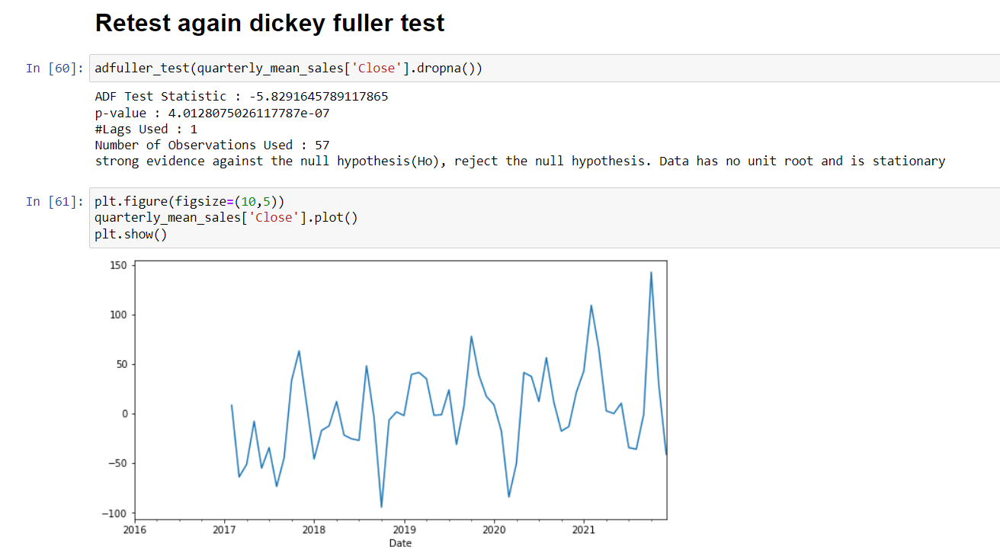 Retest again dickey fuller test
In [60]: adfuller_test(quarterly_mean_sales['Close'].dropna())
ADF Test Statistic : -5.8291645789117865
p-value : 4.0128075026117787e-07
#Lags Used : 1
Number of Observations Used : 57
strong evidence against the null hypothesis(Ho), reject the null hypothesis. Data has no unit root and is stationary
In [61]: plt.figure(figsize=(10,5))
quarterly_mean_sales['Close'].plot()
plt.show()
150
100
50
0
−50
−100
2016 2017 2018 2019 2020 2021
Date